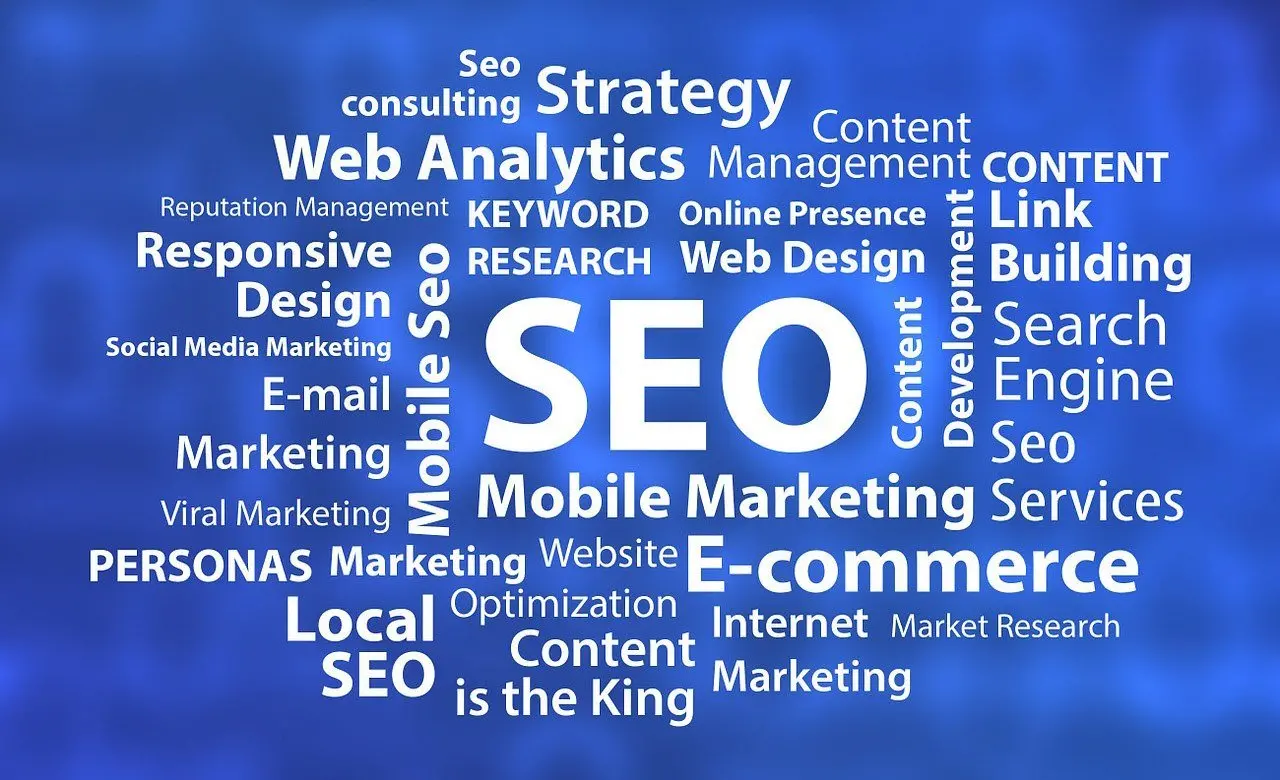 Seo
consulting
Strategy
Content
Management
Web Analytics
CONTENT
Reputation Management
KEYWORD
RESEARCH
Online Presence
Web Design
Link
Building
Responsive
Design
Social Media Marketing
E-mail
Marketing
Viral Marketing
Mobile Seo
SEO
Content
Development
Search
Engine
Seo
Services
Mobile Marketing
PERSONAS
Marketing
Website
Optimization
E-commerce
Local
SEO
Content
is the King
Internet
Marketing
Market Research